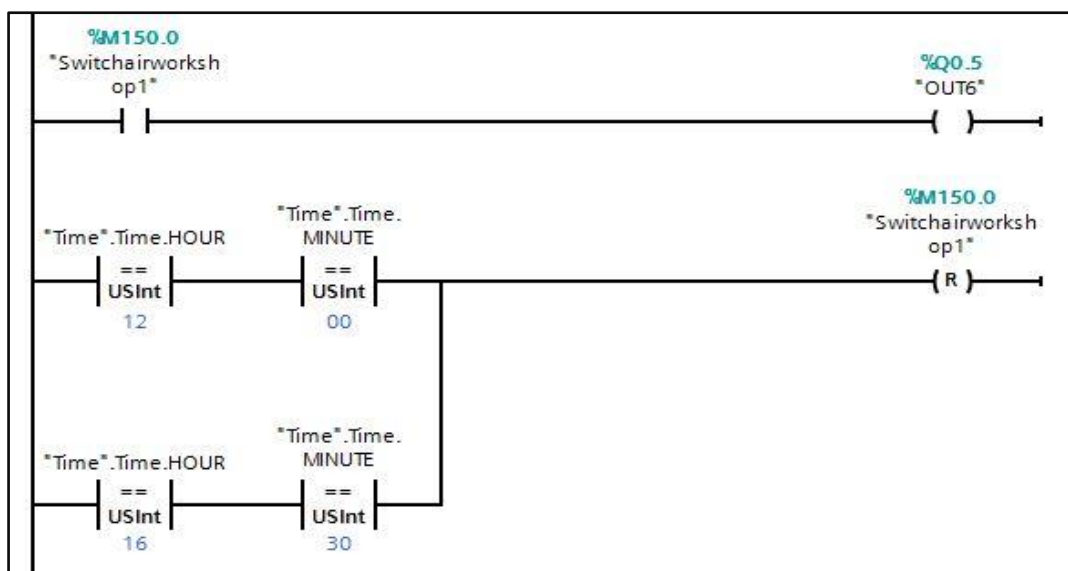 %M150.0
"Switchairworksh
op1"
%Q0.5
"OUT6"
( )
%M150.0
"Switchairworksh
op1"
"Time".Time.HOUR
"Time".Time.
MINUTE
==
USInt
12
==
USInt
00
( R )
"Time".Time.HOUR
"Time".Time.
MINUTE
==
USInt
16
==
USInt
30